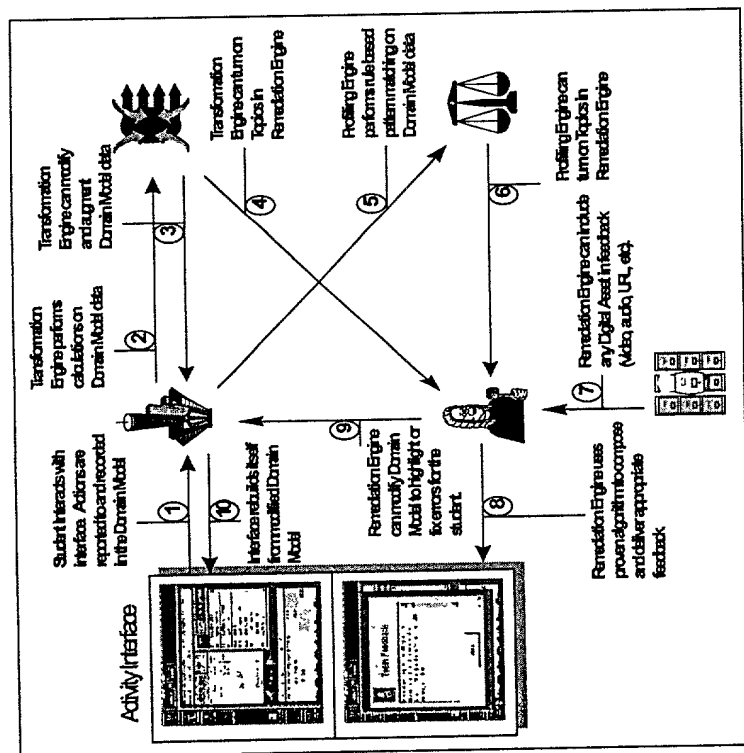 Activity Interface
Student Interacts with
interface. Actions are
reported to and recorded
in the Domain Model
1
Transformation
Engine performs
calculations on
Domain Model data
2
Transformation
Engine can modify
and augment
Domain Model data
3
Transformation
Engine can turn on
Topics in
Remediation Engine
4
Profiling Engine
performs rule based
pattern matching on
Domain Model data
5
Profiling Engine can
turn on Topics in
Remediation Engine
6
Remediation Engine can include
any Digital Asset in feedback
(Video, audio, URL, etc).
7
Remediation Engine uses
proven algorithm to compose
and deliver appropriate
feedback
8
Remediation Engine
can modify Domain
Model to highlight or
fix errors for the
student.
9
Interface rebuilds itself
from modified Domain
Model
10
Team Feedback